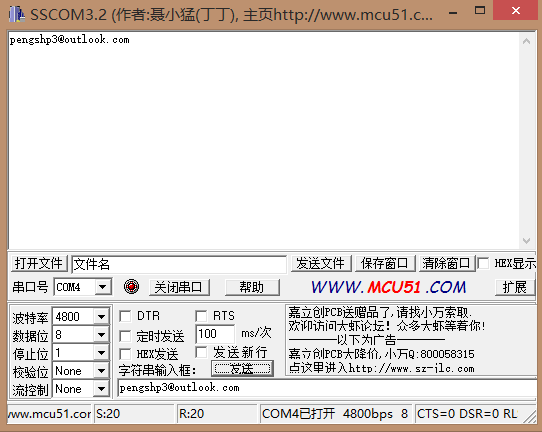 SSCOM3.2 (作者:聂小猛(丁丁), 主页http://www.mcu51.c...
pengshp3@outlook.com
打开文件 文件名 发送文件 保存窗口 清除窗口 HEX显示
串口号 COM4 关闭串口 帮助 WWW.MCU51.COM 扩展
波特率 4800 DTR RTS
数据位 8 定时发送 100 ms/次
停止位 1 HEX发送 发送新行
校验位 None 字符串输入框: 发送
流控制 None pengshp3@outlook.com
嘉立创PCB送赠品了,请找小万索取.
欢迎访问大虾论坛! 众多大虾等着你!
————以下为广告————
嘉立创PCB大降价,小万Q:800058315
点这里进入http://www.sz-jlc.com
www.mcu51.cor S:20 R:20 COM4已打开 4800bps 8 CTS=0 DSR=0 RL